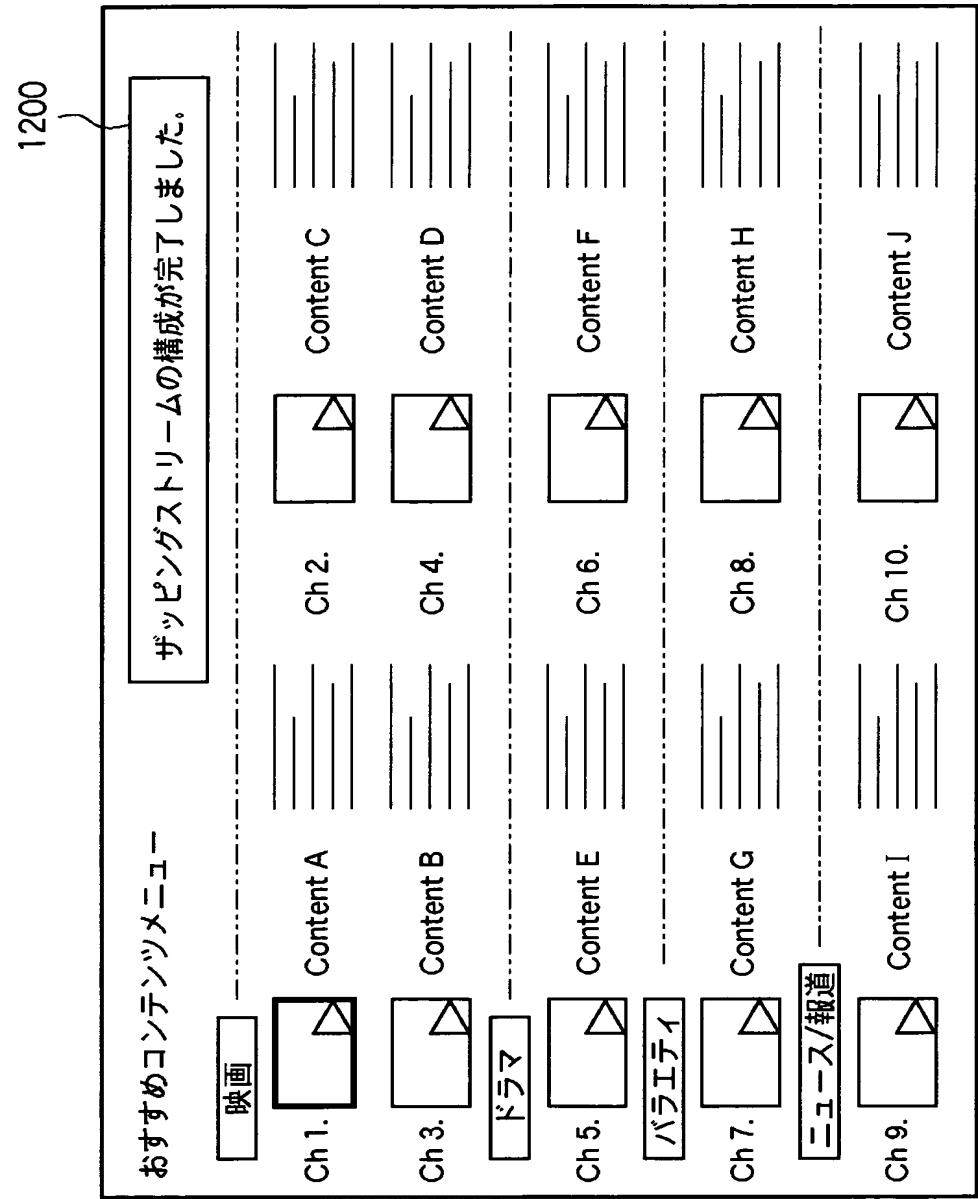 1200
おすすめコンテンツメニュー
ザッピングストリームの構成が完了しました。
映画
Ch 1. Content A Ch 2. Content C
Ch 3. Content B Ch 4. Content D
ドラマ
Ch 5. Content E Ch 6. Content F
バラエティ
Ch 7. Content G Ch 8. Content H
ニュース/報道
Ch 9. Content I Ch 10. Content J